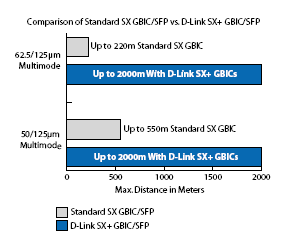 Comparison of Standard SX GBIC/SFP vs. D-Link SX+ GBIC/SFP
62.5/125µm
Multimode
Up to 220m Standard SX GBIC
Up to 2000m With D-Link SX+ GBICs
50/125µm
Multimode
Up to 550m Standard SX GBIC
Up to 2000m With D-Link SX+ GBICs
0 500 1000 1500 2000
Max. Distance in Meters
Standard SX GBIC/SFP
D-Link SX+ GBIC/SFP